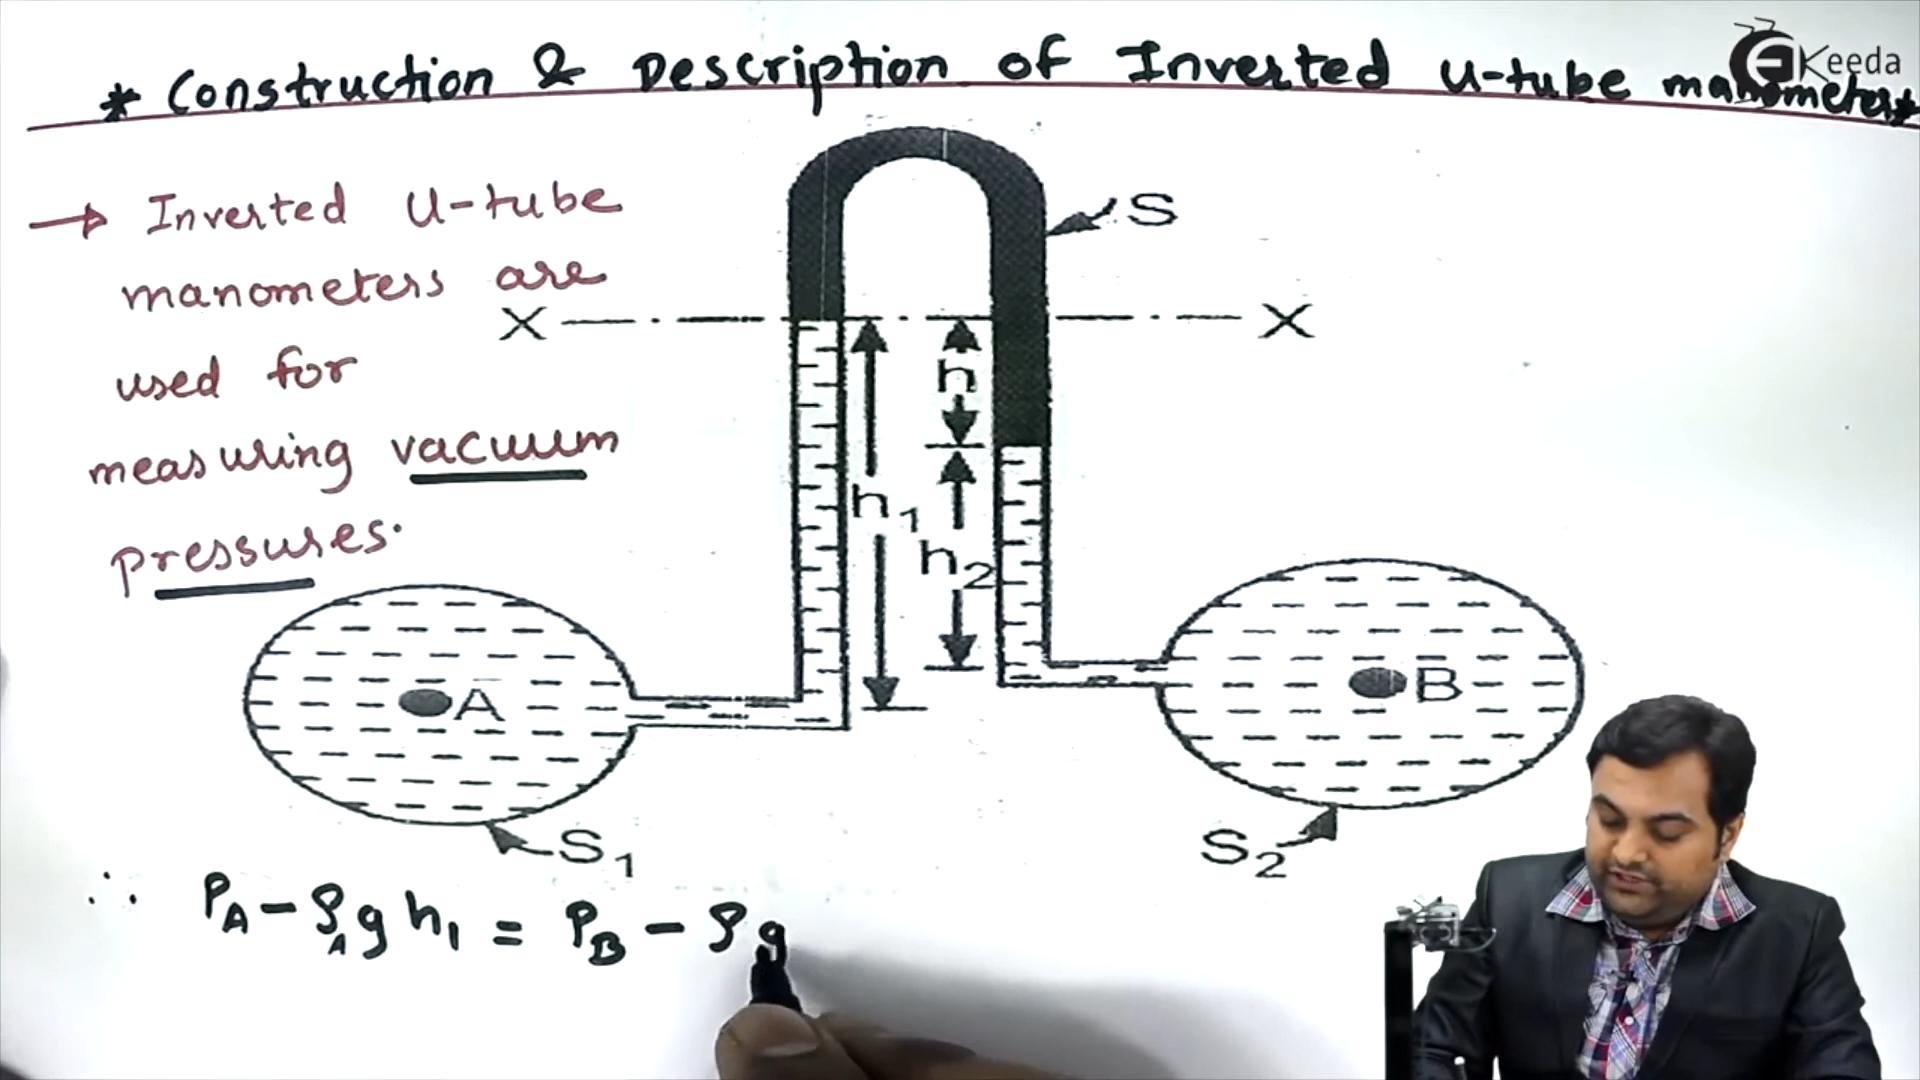 * Construction & Description of Inverted U-tube manometers *
Keeda
→ Inverted U-tube
manometers are
used for
measuring vacuum
pressures.
S
X
X
h
h₁
h₂
A
B
S₁
S₂
∴ PA - ρA g h₁ = PB - ρ g